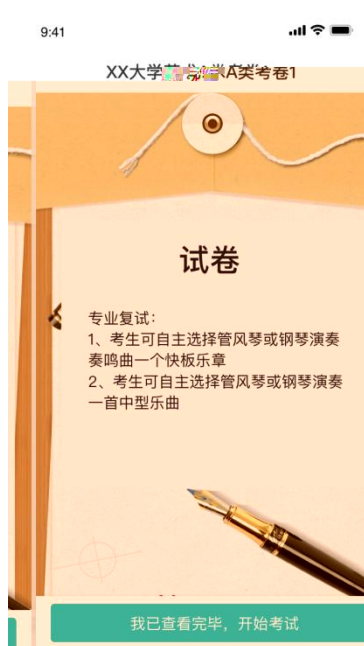 9:41
XX大学
A类考卷1
试卷
专业复试：
1、考生可自主选择管风琴或钢琴演奏
奏鸣曲一个快板乐章
2、考生可自主选择管风琴或钢琴演奏
一首中型乐曲
我已查看完毕，开始考试